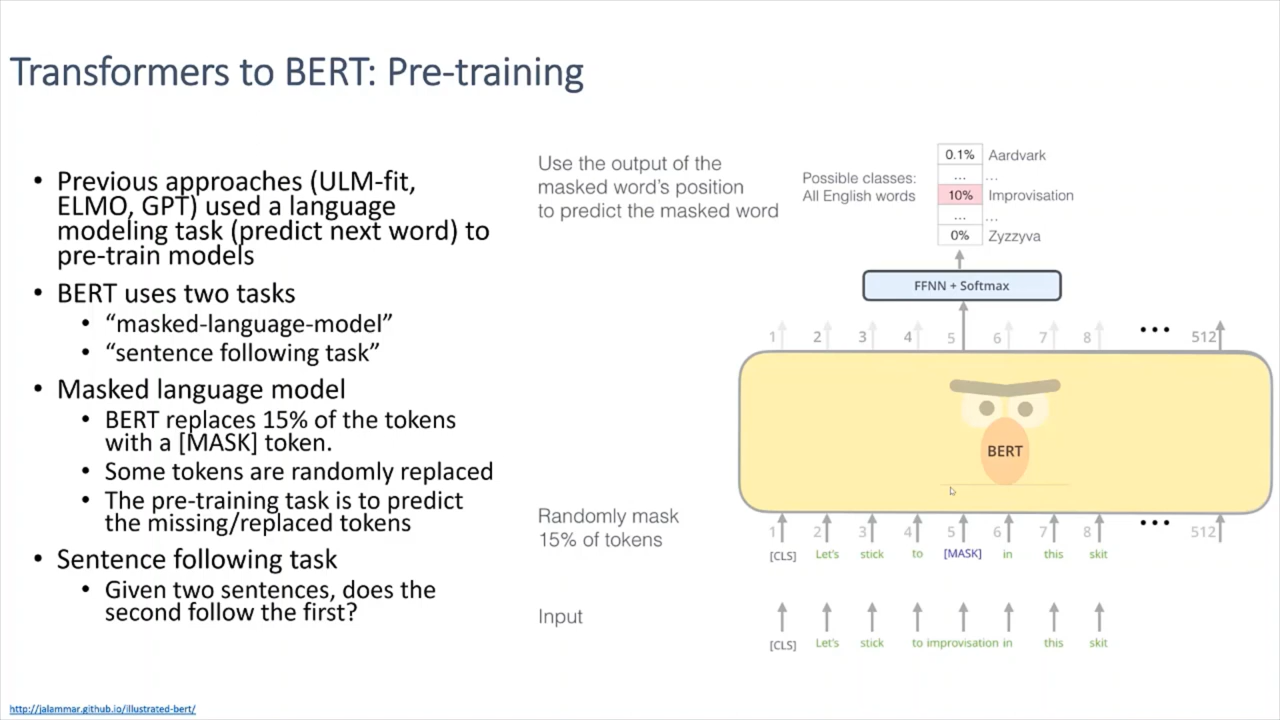 Transformers to BERT: Pre-training
• Previous approaches (ULM-fit,
ELMO, GPT) used a language
modeling task (predict next word) to
pre-train models
• BERT uses two tasks
• “masked-language-model”
• “sentence following task”
• Masked language model
• BERT replaces 15% of the tokens
with a [MASK] token.
• Some tokens are randomly replaced
• The pre-training task is to predict
the missing/replaced tokens
• Sentence following task
• Given two sentences, does the
second follow the first?
Use the output of the
masked word’s position
to predict the masked word
Possible classes:
All English words
0.1% Aardvark
... ...
10% Improvisation
... ...
0% Zyzzyva
FFNN + Softmax
1 2 3 4 5 6 7 8 ... 512
BERT
Randomly mask
15% of tokens
1 2 3 4 5 6 7 8 ... 512
[CLS] Let’s stick to [MASK] in this skit
Input
[CLS] Let’s stick to improvisation in this skit
http://jalammar.github.io/illustrated-bert/